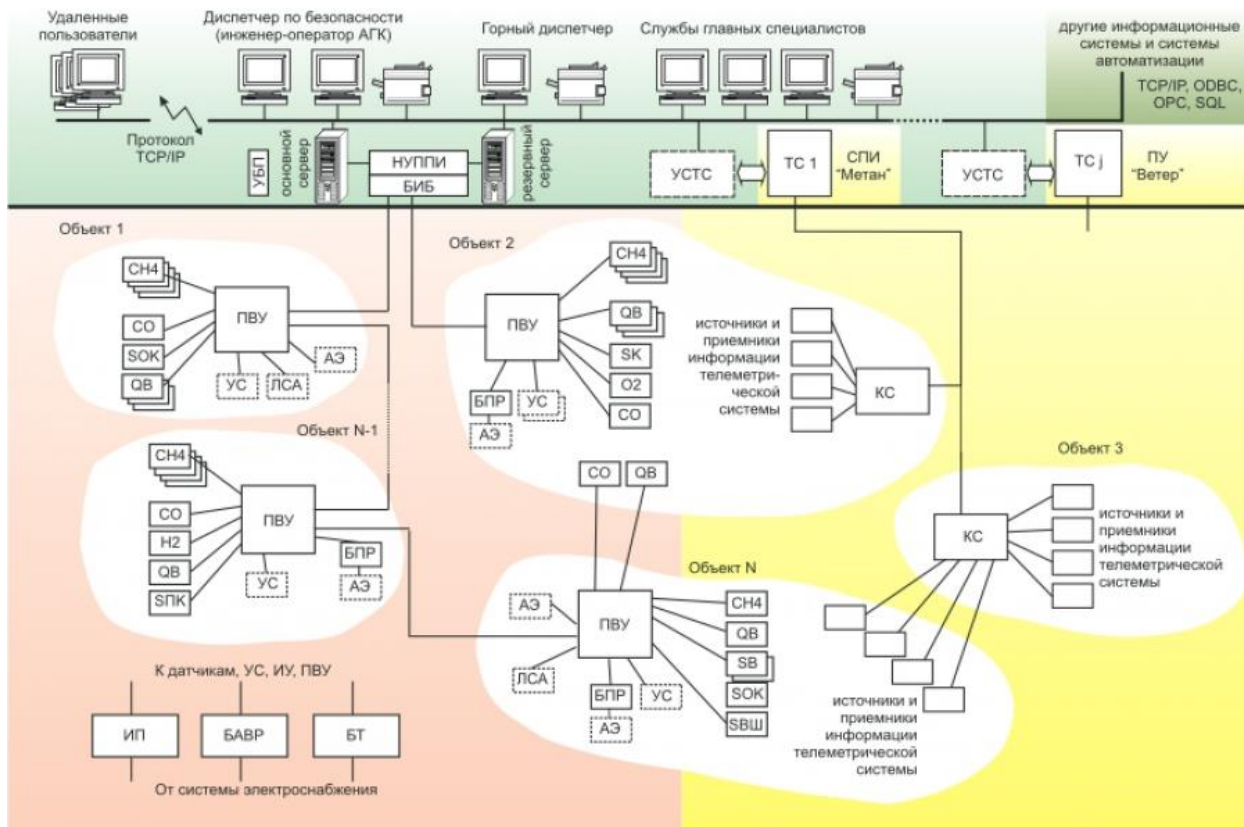 Удаленные
пользователи
Диспетчер по безопасности
(инженер-оператор АГК)
Горный диспетчер
Службы главных специалистов
другие информационные
системы и системы
автоматизации
TCP/IP, ODBC,
OPC, SQL
Протокол
TCP/IP
УБП
основной
сервер
НУППИ
БИБ
резервный
сервер
УСТС
ТС 1
СПИ
"Метан"
УСТС
ТС j
ПУ
"Ветер"
Объект 1
CH4
CO
SOK
QB
ПВУ
УС
ЛСА
АЭ
Объект 2
ПВУ
CH4
QB
SK
O2
CO
БПР
АЭ
УС
источники и
приемники
информации
телеметри-
ческой
системы
КС
Объект N-1
CH4
CO
H2
QB
SПК
ПВУ
УС
БПР
АЭ
Объект 3
КС
источники и
приемники
информации
телеметрической
системы
CO
QB
Объект N
АЭ
ЛСА
ПВУ
БПР
АЭ
УС
CH4
QB
SB
SOK
SBШ
источники и
приемники
информации
телеметрической
системы
К датчикам, УС, ИУ, ПВУ
ИП
БАВР
БТ
От системы электроснабжения